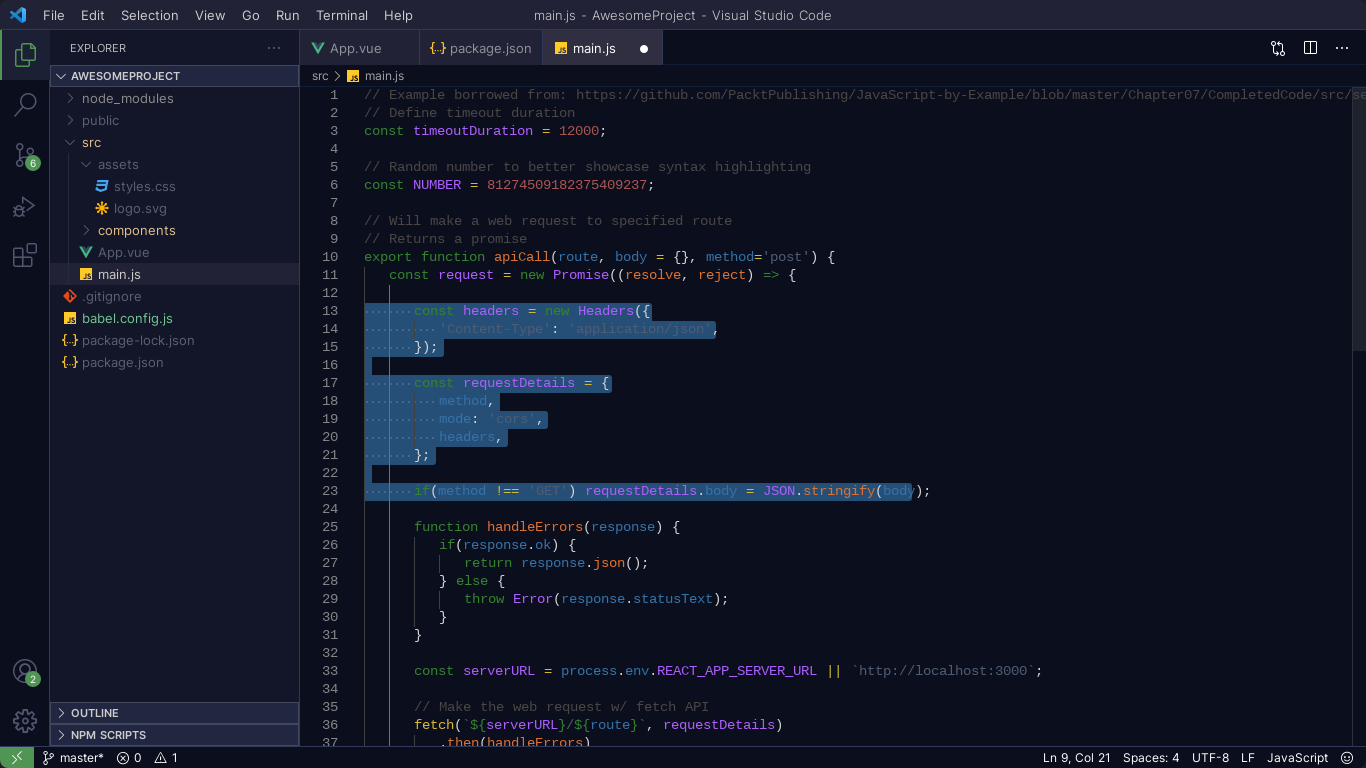 File Edit Selection View Go Run Terminal Help
main.js - AwesomeProject - Visual Studio Code
EXPLORER
AWESOMEPROJECT
node_modules
public
src
assets
styles.css
logo.svg
components
App.vue
main.js
.gitignore
babel.config.js
package-lock.json
package.json
6
2
OUTLINE
NPM SCRIPTS
App.vue
package.json
main.js
src main.js
1 // Example borrowed from: https://github.com/PacktPublishing/JavaScript-by-Example/blob/master/Chapter07/CompletedCode/src/se
2 // Define timeout duration
3 const timeoutDuration = 12000;
4
5 // Random number to better showcase syntax highlighting
6 const NUMBER = 81274509182375409237;
7
8 // Will make a web request to specified route
9 // Returns a promise
10 export function apiCall(route, body = {}, method='post') {
11 const request = new Promise((resolve, reject) => {
12
13 const headers = new Headers({
14 'Content-Type': 'application/json',
15 });
16
17 const requestDetails = {
18 method,
19 mode: 'cors',
20 headers,
21 };
22
23 if(method !== 'GET') requestDetails.body = JSON.stringify(body);
24
25 function handleErrors(response) {
26 if(response.ok) {
27 return response.json();
28 } else {
29 throw Error(response.statusText);
30 }
31 }
32
33 const serverURL = process.env.REACT_APP_SERVER_URL || `http://localhost:3000`;
34
35 // Make the web request w/ fetch API
36 fetch(`${serverURL}/${route}`, requestDetails)
37 .then(handleErrors)
master* 0 1
Ln 9, Col 21 Spaces: 4 UTF-8 LF JavaScript